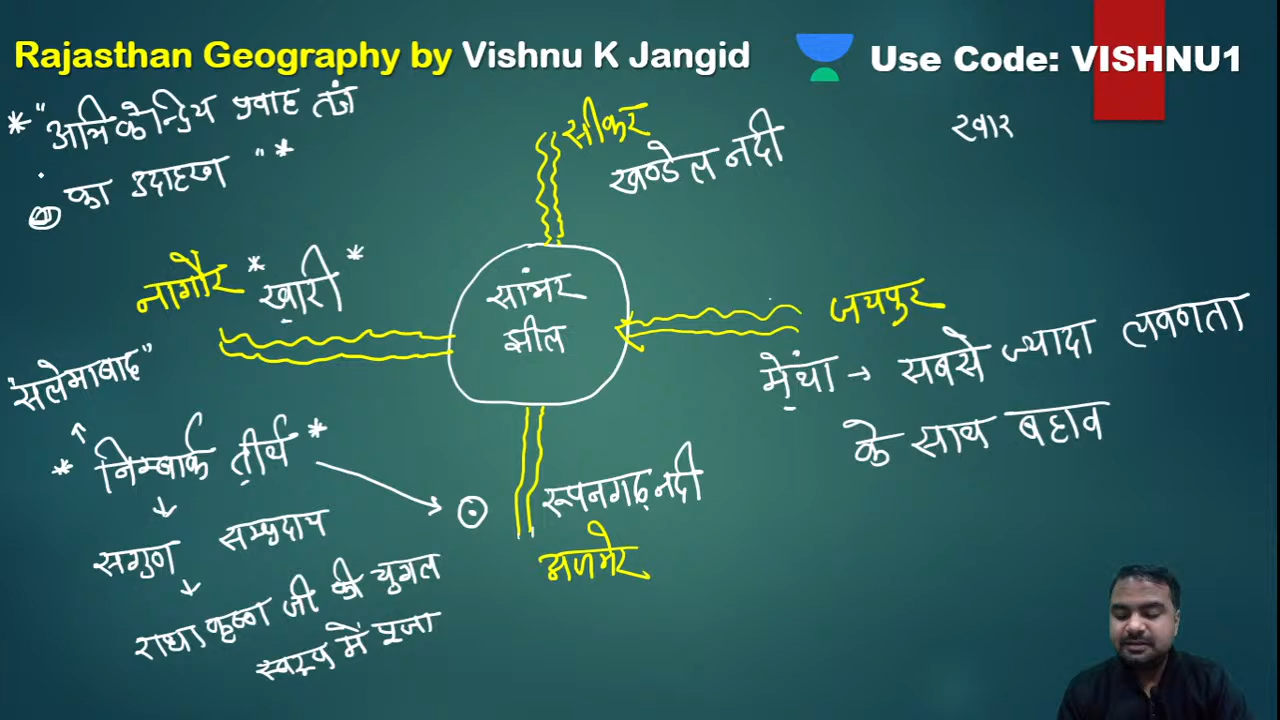 Rajasthan Geography by Vishnu K Jangid
Use Code: VISHNU1
* "अभिकेन्द्रिय प्रवाह तंत्र
का उदाहरण " *
सीकर
खण्डेल नदी
खार
नागौर
* खारी *
सांभर
झील
जयपुर
मेंथा → सबसे ज्यादा लवणता
के साथ बहाव
"सलेमाबाद"
* निम्बार्क तीर्थ *
सगुण सम्प्रदाय
राधाकृष्ण जी की युगल
स्वरूप में पूजा
रूपनगढ़ नदी
अजमेर